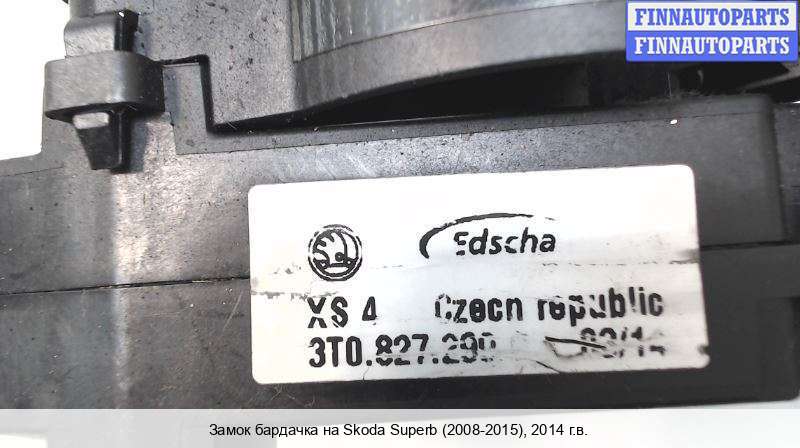 FINNAUTOPARTS
FINNAUTOPARTS
Edscha
XS 4 Czech republic
3T0.827.290
Замок бардачка на Skoda Superb (2008-2015), 2014 г.в.